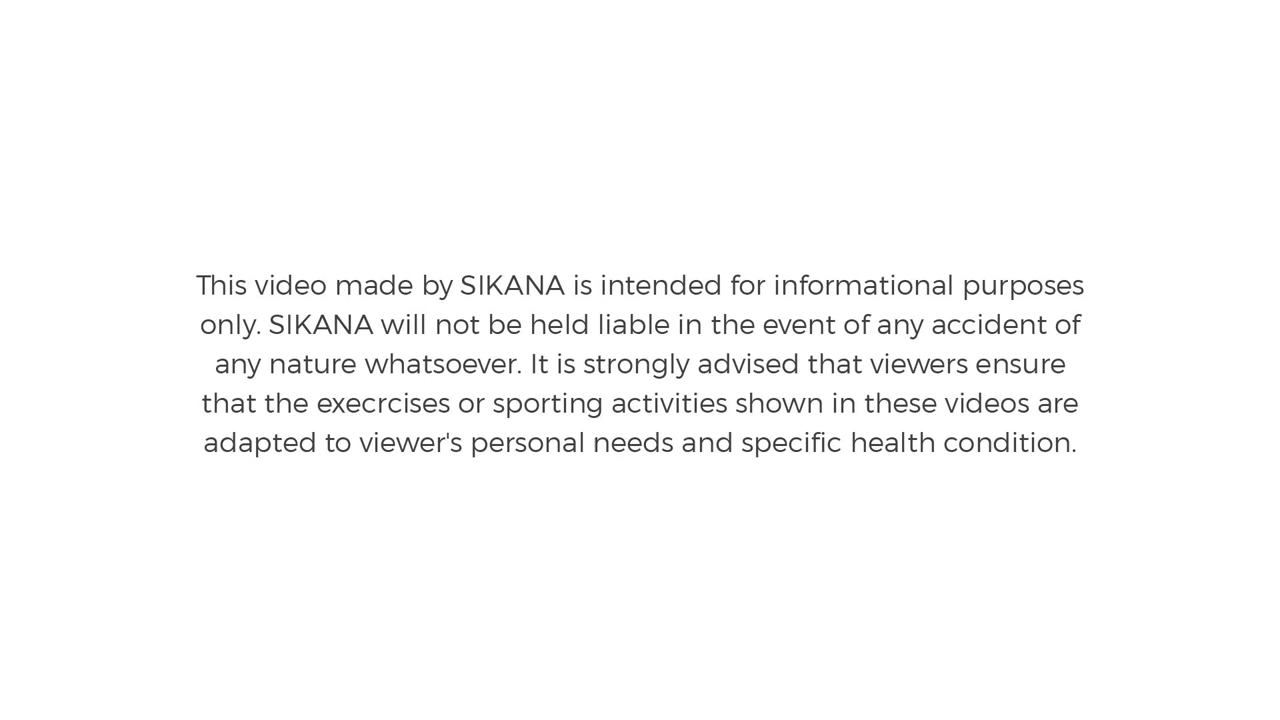 This video made by SIKANA is intended for informational purposes
only. SIKANA will not be held liable in the event of any accident of
any nature whatsoever. It is strongly advised that viewers ensure
that the execrcises or sporting activities shown in these videos are
adapted to viewer's personal needs and specific health condition.